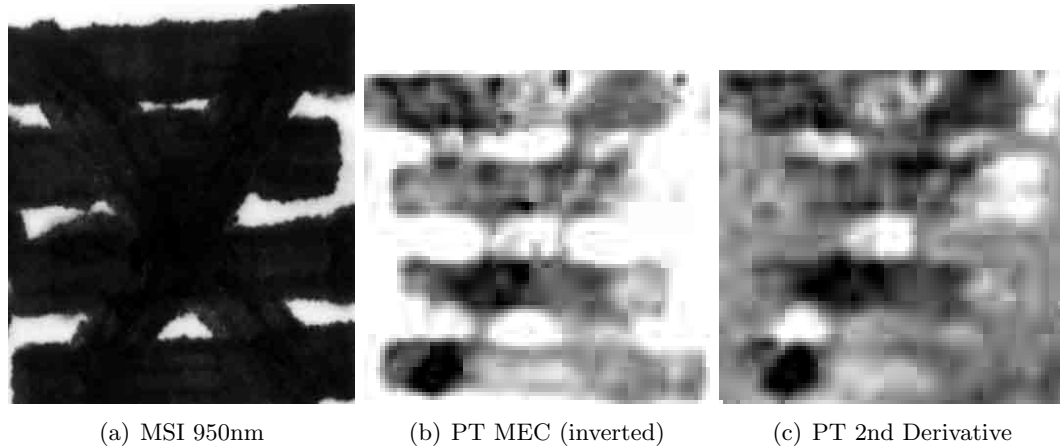 (a) MSI 950nm
(b) PT MEC (inverted)
(c) PT 2nd Derivative